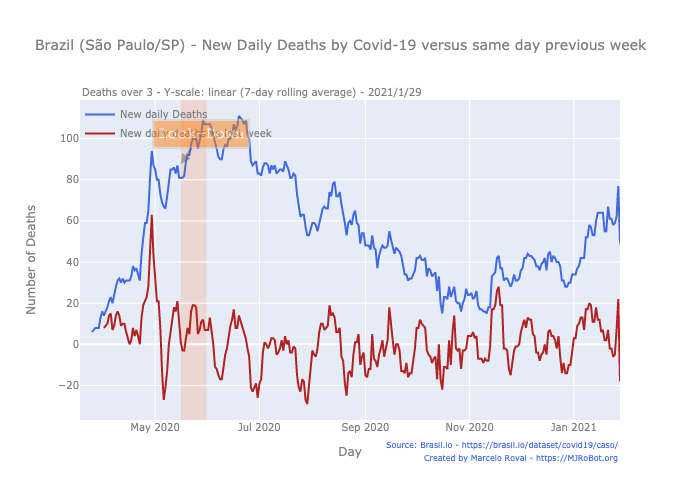 Brazil (São Paulo/SP) - New Daily Deaths by Covid-19 versus same day previous week
Deaths over 3 - Y-scale: linear (7-day rolling average) - 2021/1/29
New daily Deaths
New dai
week
100
80
60
40
20
0
−20
Number of Deaths
May 2020
Jul 2020
Sep 2020
Nov 2020
Jan 2021
Day
Source: Brasil.io - https://brasil.io/dataset/covid19/caso/
Created by Marcelo Rovai - https://MJRoBot.org